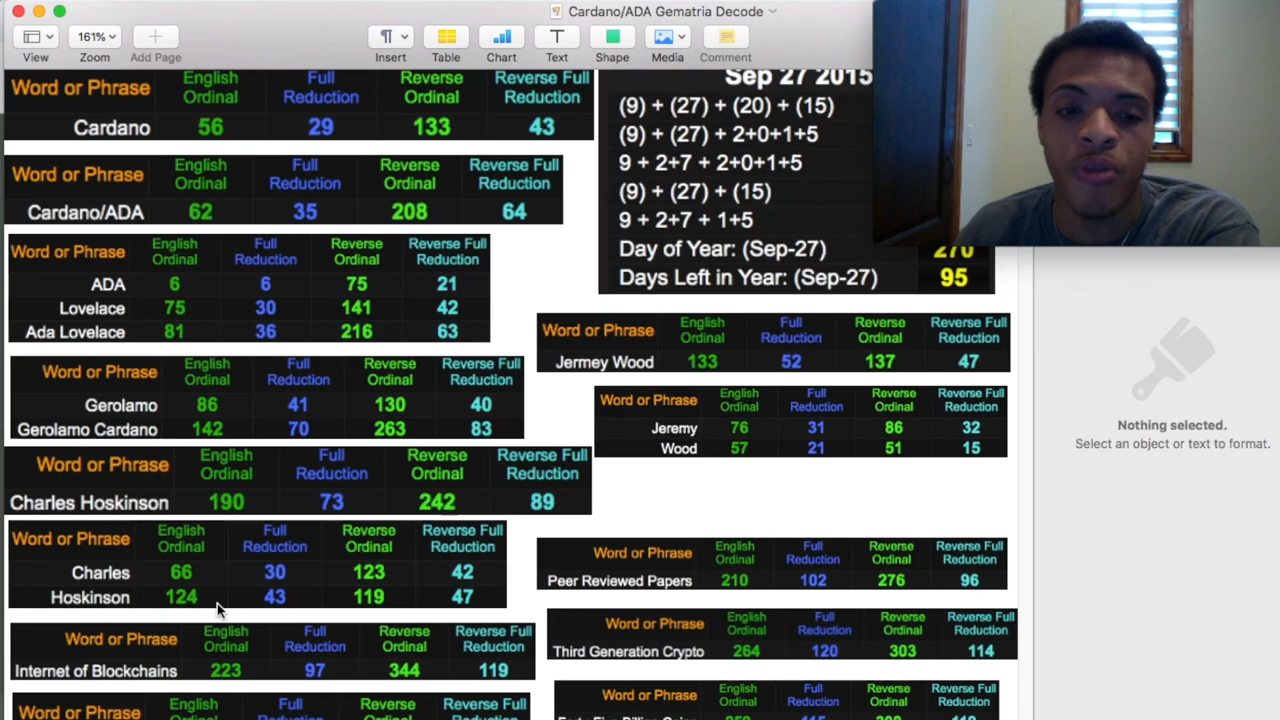 Cardano/ADA Gematria Decode
161%
View
Zoom
Add Page
Insert
Table
Chart
Text
Shape
Media
Comment
Word or Phrase English Ordinal Full Reduction Reverse Ordinal Reverse Full Reduction
Cardano 56 29 133 43
Word or Phrase English Ordinal Full Reduction Reverse Ordinal Reverse Full Reduction
Cardano/ADA 62 35 208 64
Word or Phrase English Ordinal Full Reduction Reverse Ordinal Reverse Full Reduction
ADA 6 6 75 21
Lovelace 75 30 141 42
Ada Lovelace 81 36 216 63
Word or Phrase English Ordinal Full Reduction Reverse Ordinal Reverse Full Reduction
Gerolamo 86 41 130 40
Gerolamo Cardano 142 70 263 83
Word or Phrase English Ordinal Full Reduction Reverse Ordinal Reverse Full Reduction
Charles Hoskinson 190 73 242 89
Word or Phrase English Ordinal Full Reduction Reverse Ordinal Reverse Full Reduction
Charles 66 30 123 42
Hoskinson 124 43 119 47
Word or Phrase English Ordinal Full Reduction Reverse Ordinal Reverse Full Reduction
Internet of Blockchains 223 97 344 119
Word or Phrase English Full Reverse Reverse Full
Sep 27 2015
(9) + (27) + (20) + (15)
(9) + (27) + 2+0+1+5
9 + 2+7 + 2+0+1+5
(9) + (27) + (15)
9 + 2+7 + 1+5
Day of Year: (Sep-27) 270
Days Left in Year: (Sep-27) 95
Word or Phrase English Ordinal Full Reduction Reverse Ordinal Reverse Full Reduction
Jermey Wood 133 52 137 47
Word or Phrase English Ordinal Full Reduction Reverse Ordinal Reverse Full Reduction
Jeremy 76 31 86 32
Wood 57 21 51 15
Word or Phrase English Ordinal Full Reduction Reverse Ordinal Reverse Full Reduction
Peer Reviewed Papers 210 102 276 96
Word or Phrase English Ordinal Full Reduction Reverse Ordinal Reverse Full Reduction
Third Generation Crypto 264 120 303 114
Word or Phrase English Ordinal Full Reduction Reverse Ordinal Reverse Full Reduction
Nothing selected.
Select an object or text to format.